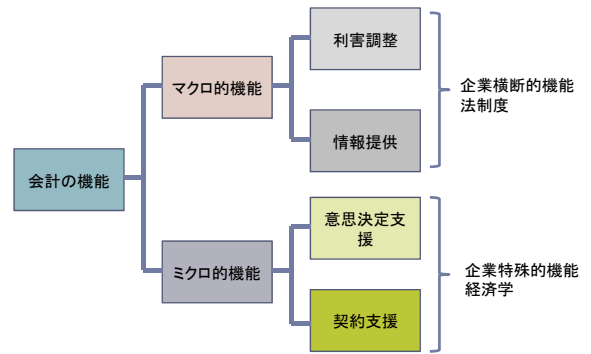 会計の機能
マクロ的機能
利害調整
情報提供
企業横断的機能
法制度
ミクロ的機能
意思決定支
援
契約支援
企業特殊的機能
経済学